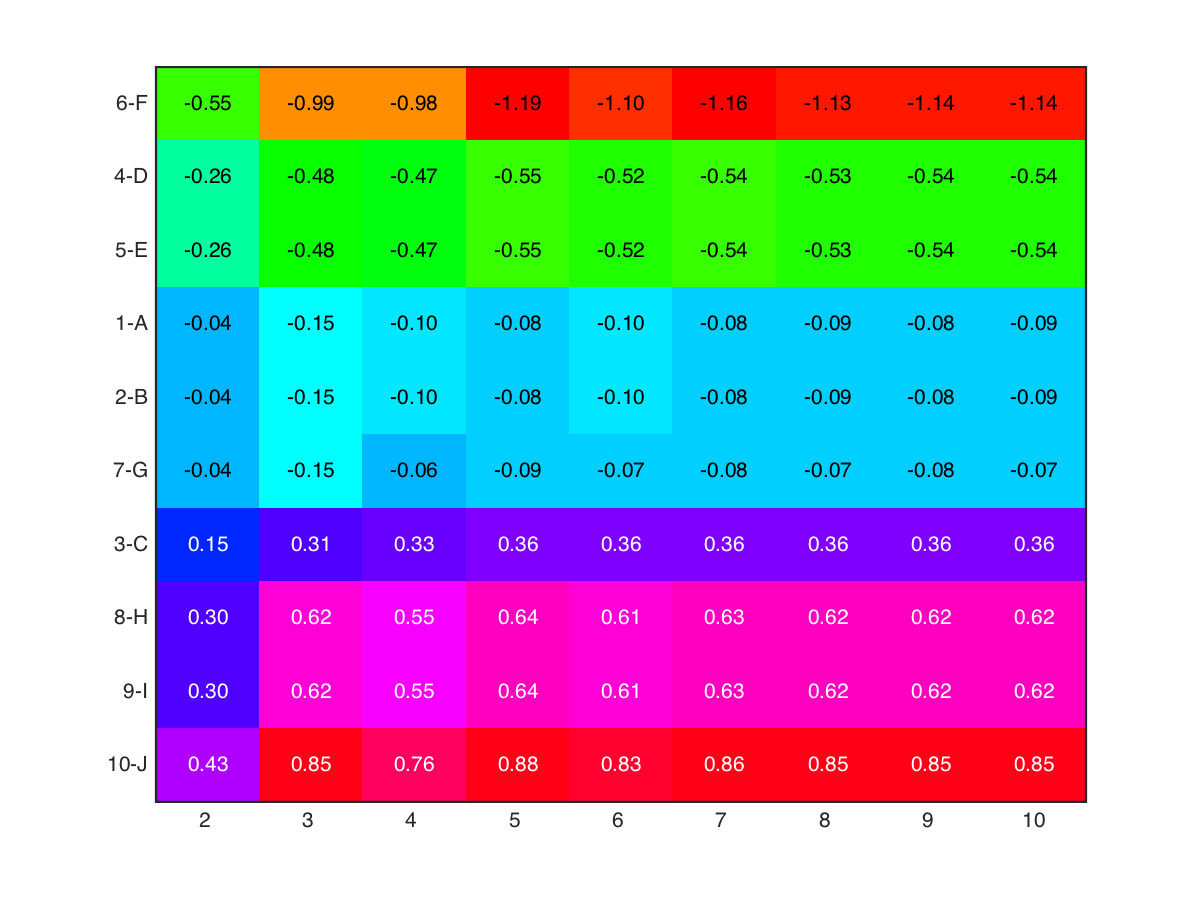 6-F -0.55 -0.99 -0.98 -1.19 -1.10 -1.16 -1.13 -1.14 -1.14
4-D -0.26 -0.48 -0.47 -0.55 -0.52 -0.54 -0.53 -0.54 -0.54
5-E -0.26 -0.48 -0.47 -0.55 -0.52 -0.54 -0.53 -0.54 -0.54
1-A -0.04 -0.15 -0.10 -0.08 -0.10 -0.08 -0.09 -0.08 -0.09
2-B -0.04 -0.15 -0.10 -0.08 -0.10 -0.08 -0.09 -0.08 -0.09
7-G -0.04 -0.15 -0.06 -0.09 -0.07 -0.08 -0.07 -0.08 -0.07
3-C 0.15 0.31 0.33 0.36 0.36 0.36 0.36 0.36 0.36
8-H 0.30 0.62 0.55 0.64 0.61 0.63 0.62 0.62 0.62
9-I 0.30 0.62 0.55 0.64 0.61 0.63 0.62 0.62 0.62
10-J 0.43 0.85 0.76 0.88 0.83 0.86 0.85 0.85 0.85
2 3 4 5 6 7 8 9 10